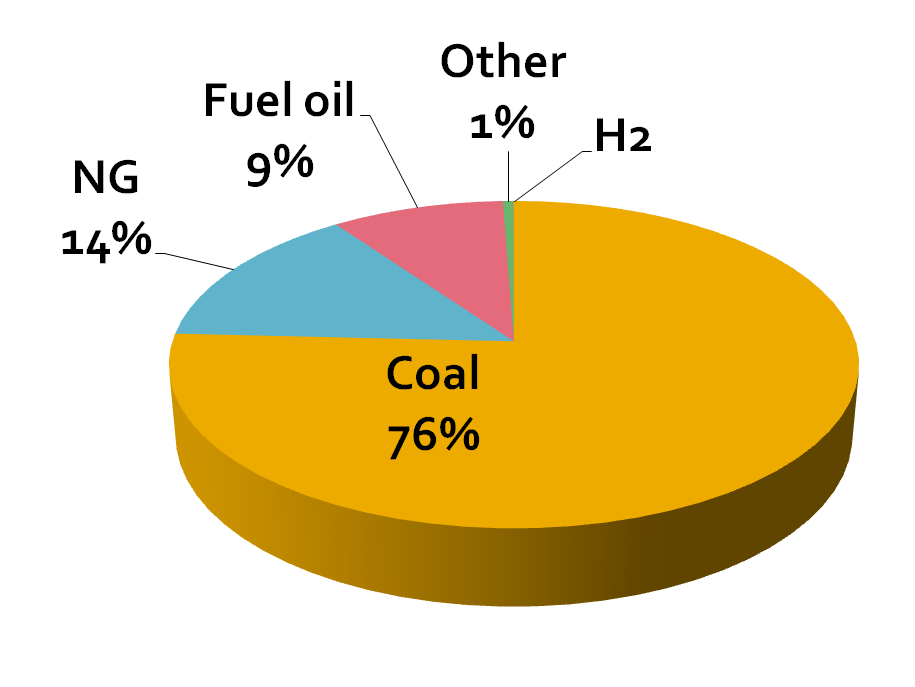 Other
1%
H2
Fuel oil
9%
NG
14%
Coal
76%